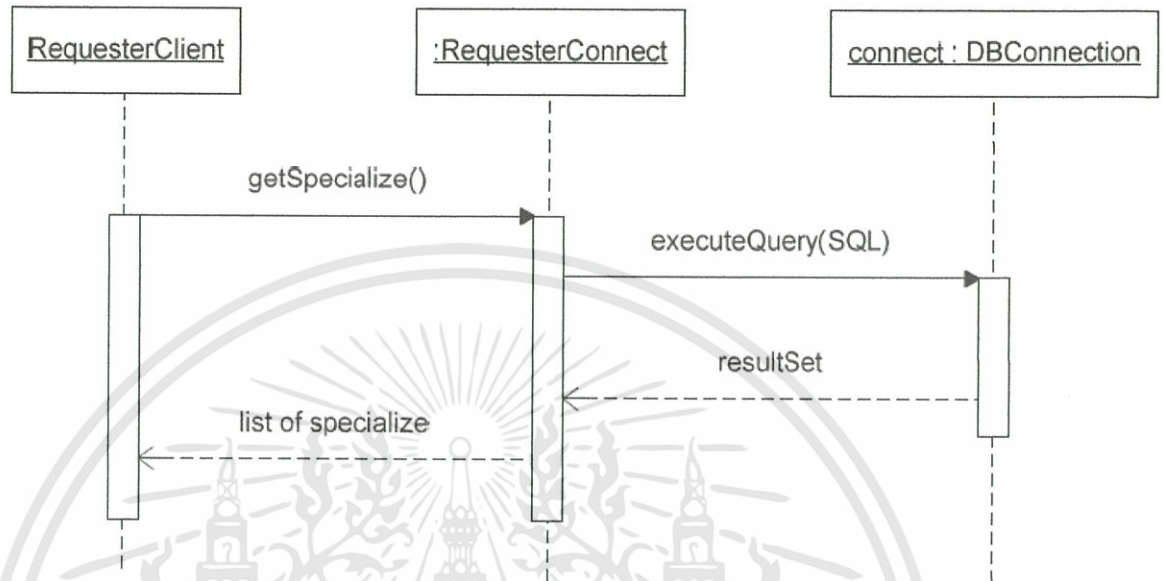 RequesterClient
:RequesterConnect
connect : DBConnection
getSpecialize()
executeQuery(SQL)
resultSet
list of specialize